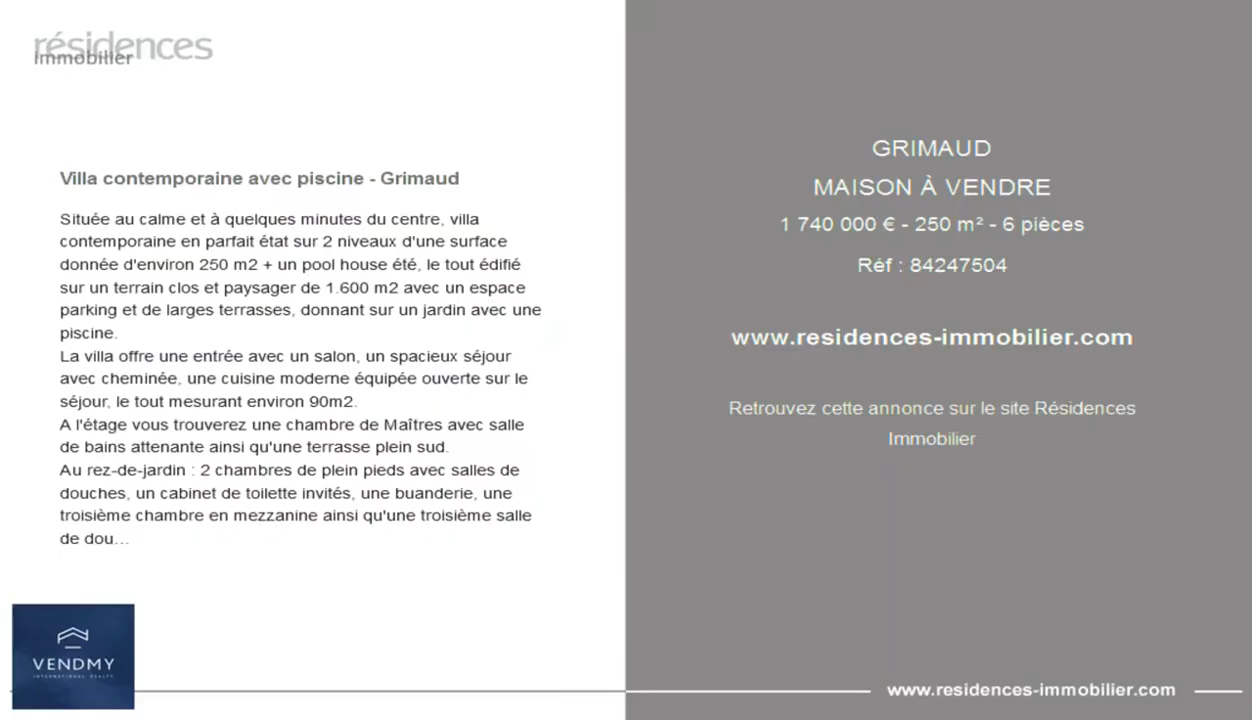 résidences
immobilier
Villa contemporaine avec piscine - Grimaud
Située au calme et à quelques minutes du centre, villa
contemporaine en parfait état sur 2 niveaux d'une surface
donnée d'environ 250 m2 + un pool house été, le tout édifié
sur un terrain clos et paysager de 1.600 m2 avec un espace
parking et de larges terrasses, donnant sur un jardin avec une
piscine.
La villa offre une entrée avec un salon, un spacieux séjour
avec cheminée, une cuisine moderne équipée ouverte sur le
séjour, le tout mesurant environ 90m2.
A l'étage vous trouverez une chambre de Maîtres avec salle
de bains attenante ainsi qu'une terrasse plein sud.
Au rez-de-jardin : 2 chambres de plein pieds avec salles de
douches, un cabinet de toilette invités, une buanderie, une
troisième chambre en mezzanine ainsi qu'une troisième salle
de dou...
VENDMY
INTERNATIONAL REALTY
GRIMAUD
MAISON À VENDRE
1 740 000 € - 250 m² - 6 pièces
Réf : 84247504
www.residences-immobilier.com
Retrouvez cette annonce sur le site Résidences
Immobilier
www.residences-immobilier.com